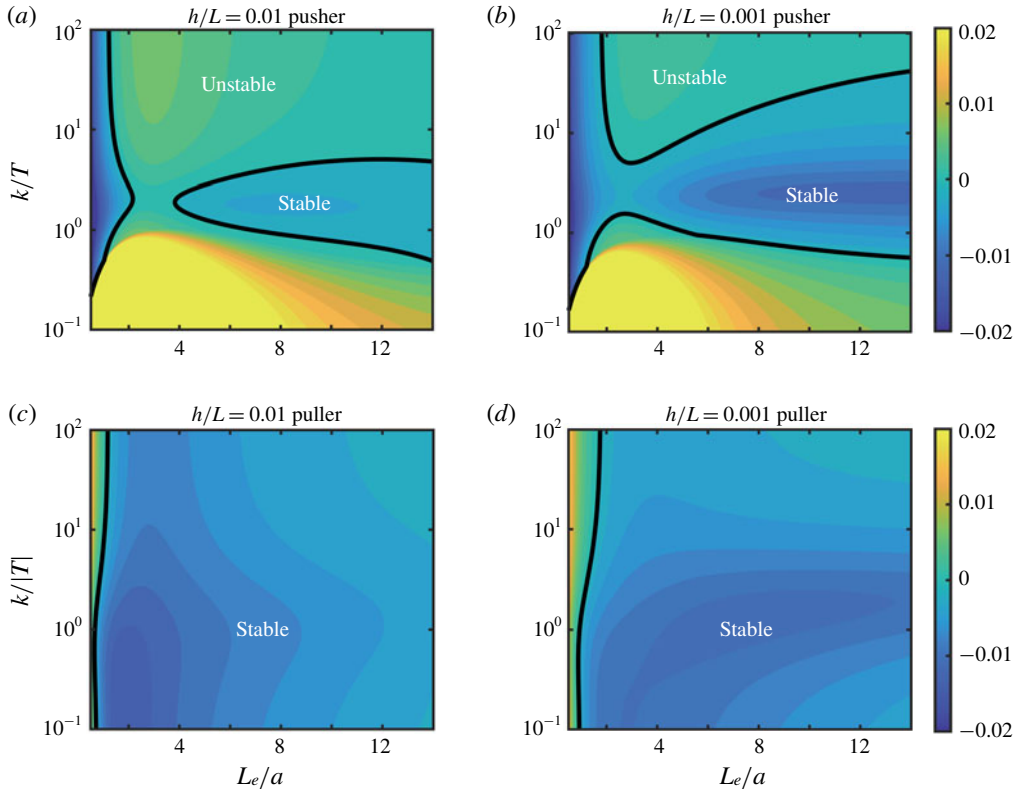 (a) h/L = 0.01 pusher
(b) h/L = 0.001 pusher
10² 10¹ 10⁰ 10⁻¹
k/T
Unstable
Stable
4 8 12
10² 10¹ 10⁰ 10⁻¹
Unstable
Stable
4 8 12
0.02
0.01
0
−0.01
−0.02
(c) h/L = 0.01 puller
(d) h/L = 0.001 puller
10² 10¹ 10⁰ 10⁻¹
k/|T|
Stable
4 8 12
Lₑ/a
10² 10¹ 10⁰ 10⁻¹
Stable
4 8 12
Lₑ/a
0.02
0.01
0
−0.01
−0.02